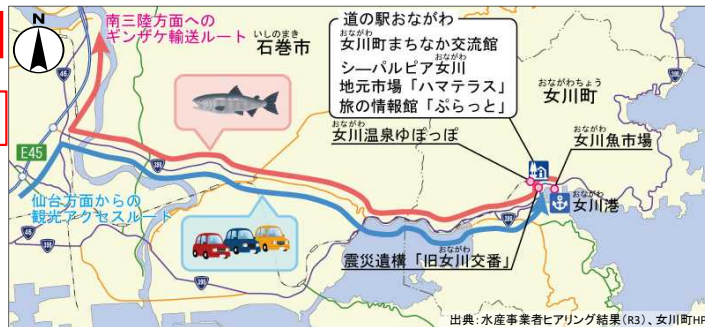 南三陸方面への
ギンザケ輸送ルート
N
いしのまき
石巻市
道の駅おながわ
おながわ
女川町まちなか交流館
おながわ
シーパルピア女川
地元市場「ハマテラス」
旅の情報館「ぷらっと」
おながわちょう
女川町
おながわ
女川温泉ゆぽっぽ
おながわ
女川魚市場
E45
仙台方面からの
観光アクセスルート
おながわ
女川港
おながわ
震災遺構「旧女川交番」
45
45
398
398
398
398
出典:水産事業者ヒアリング結果(R3)、女川町HP